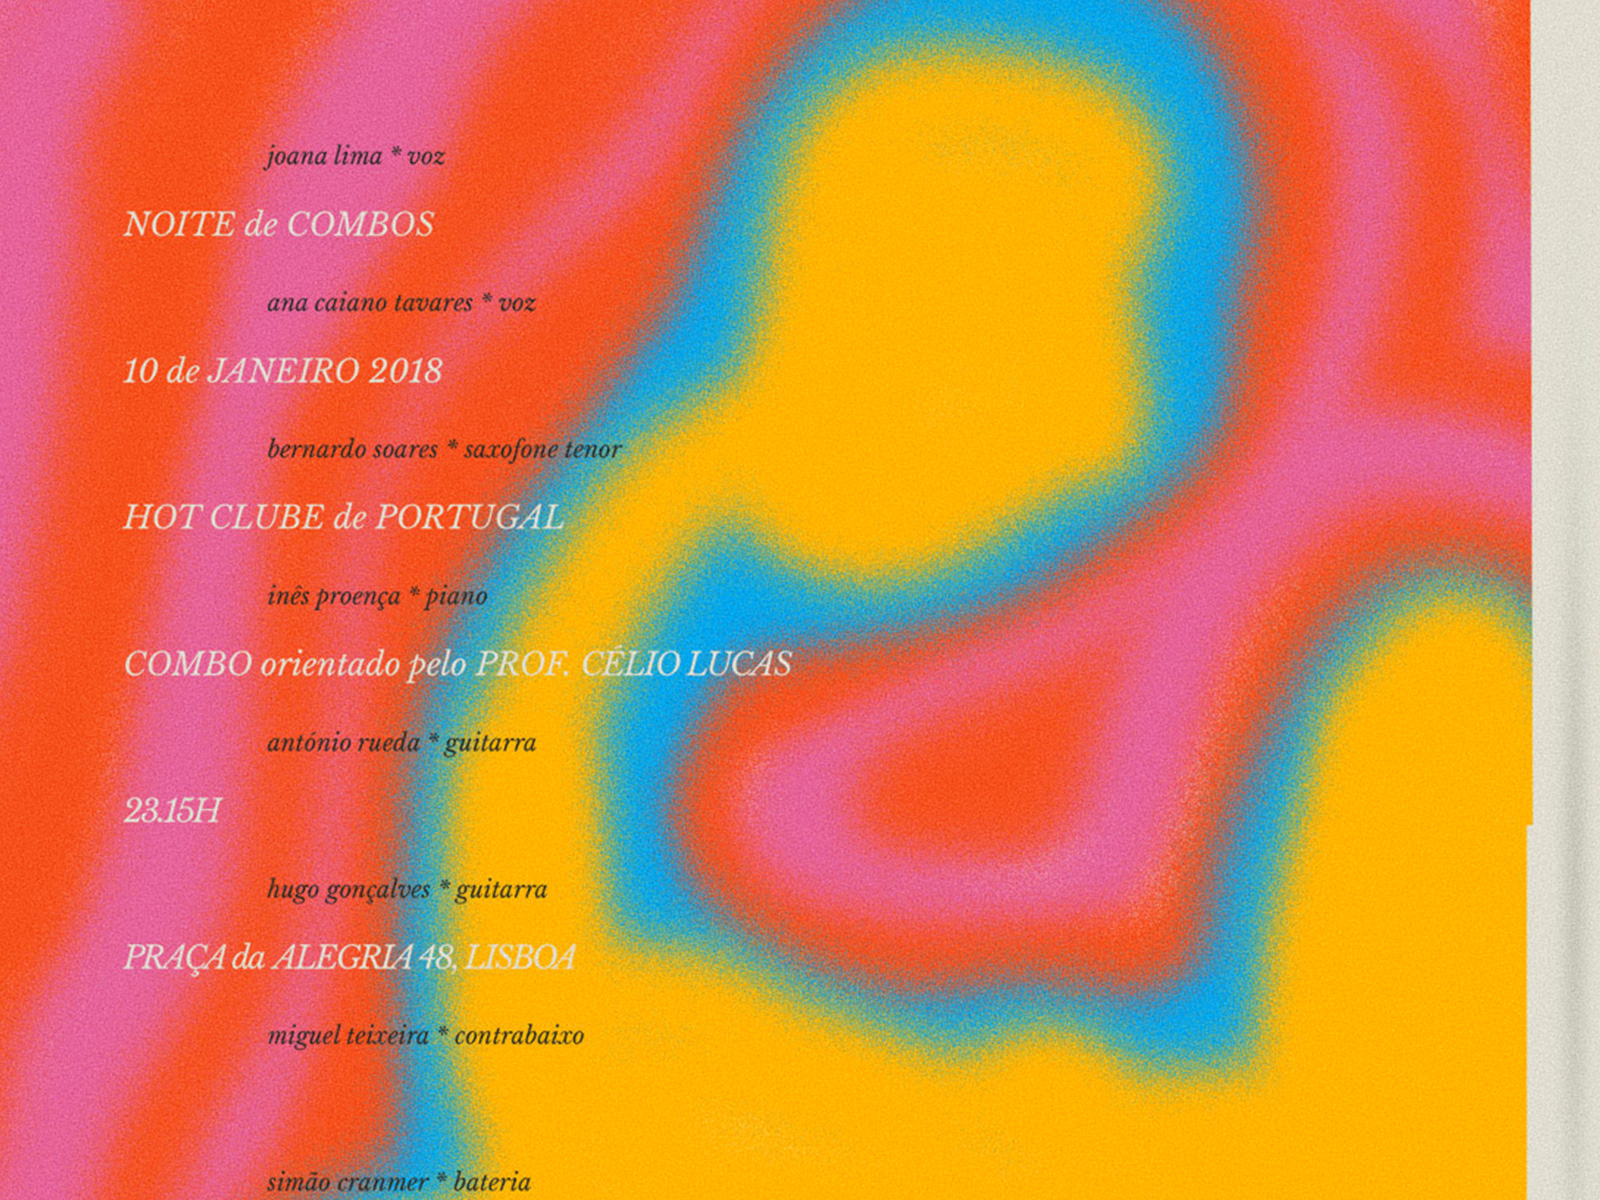 joana lima * voz
NOITE de COMBOS
ana caiano tavares * voz
10 de JANEIRO 2018
bernardo soares * saxofone tenor
HOT CLUBE de PORTUGAL
inês proença * piano
COMBO orientado pelo PROF. CÉLIO LUCAS
antónio rueda * guitarra
23.15H
hugo gonçalves * guitarra
PRAÇA da ALEGRIA 48, LISBOA
miguel teixeira * contrabaixo
simão cranmer * bateria